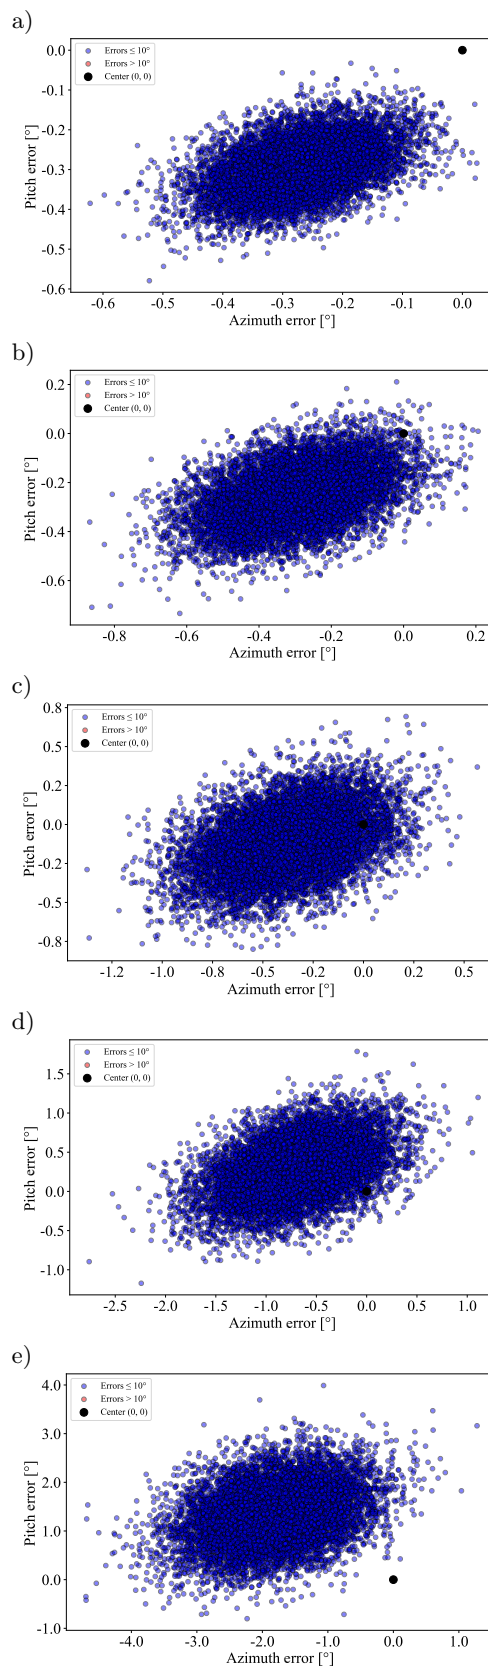 a)
0.0
-0.1
-0.2
-0.3
-0.4
-0.5
-0.6
Pitch error [°]
Errors ≤ 10°
Errors > 10°
Center (0, 0)
-0.6 -0.5 -0.4 -0.3 -0.2 -0.1 0.0
Azimuth error [°]
b)
0.2
0.0
-0.2
-0.4
-0.6
Pitch error [°]
Errors ≤ 10°
Errors > 10°
Center (0, 0)
-0.8 -0.6 -0.4 -0.2 0.0 0.2
Azimuth error [°]
c)
0.8
0.5
0.2
0.0
-0.2
-0.5
-0.8
Pitch error [°]
Errors ≤ 10°
Errors > 10°
Center (0, 0)
-1.2 -1.0 -0.8 -0.5 -0.2 0.0 0.2 0.5
Azimuth error [°]
d)
1.5
1.0
0.5
0.0
-0.5
-1.0
Pitch error [°]
Errors ≤ 10°
Errors > 10°
Center (0, 0)
-2.5 -2.0 -1.5 -1.0 -0.5 0.0 0.5 1.0
Azimuth error [°]
e)
4.0
3.0
2.0
1.0
0.0
-1.0
Pitch error [°]
Errors ≤ 10°
Errors > 10°
Center (0, 0)
-4.0 -3.0 -2.0 -1.0 0.0 1.0
Azimuth error [°]